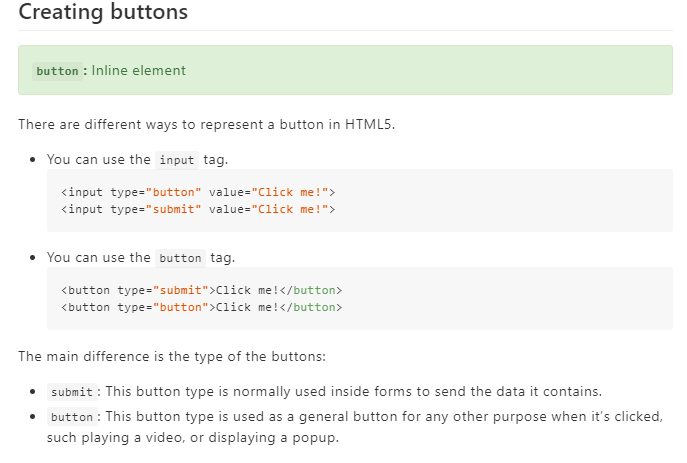 Creating buttons
button : Inline element
There are different ways to represent a button in HTML5.
You can use the input tag.
<input type="button" value="Click me!">
<input type="submit" value="Click me!">
You can use the button tag.
<button type="submit">Click me!</button>
<button type="button">Click me!</button>
The main difference is the type of the buttons:
submit : This button type is normally used inside forms to send the data it contains.
button : This button type is used as a general button for any other purpose when it’s clicked,
such playing a video, or displaying a popup.